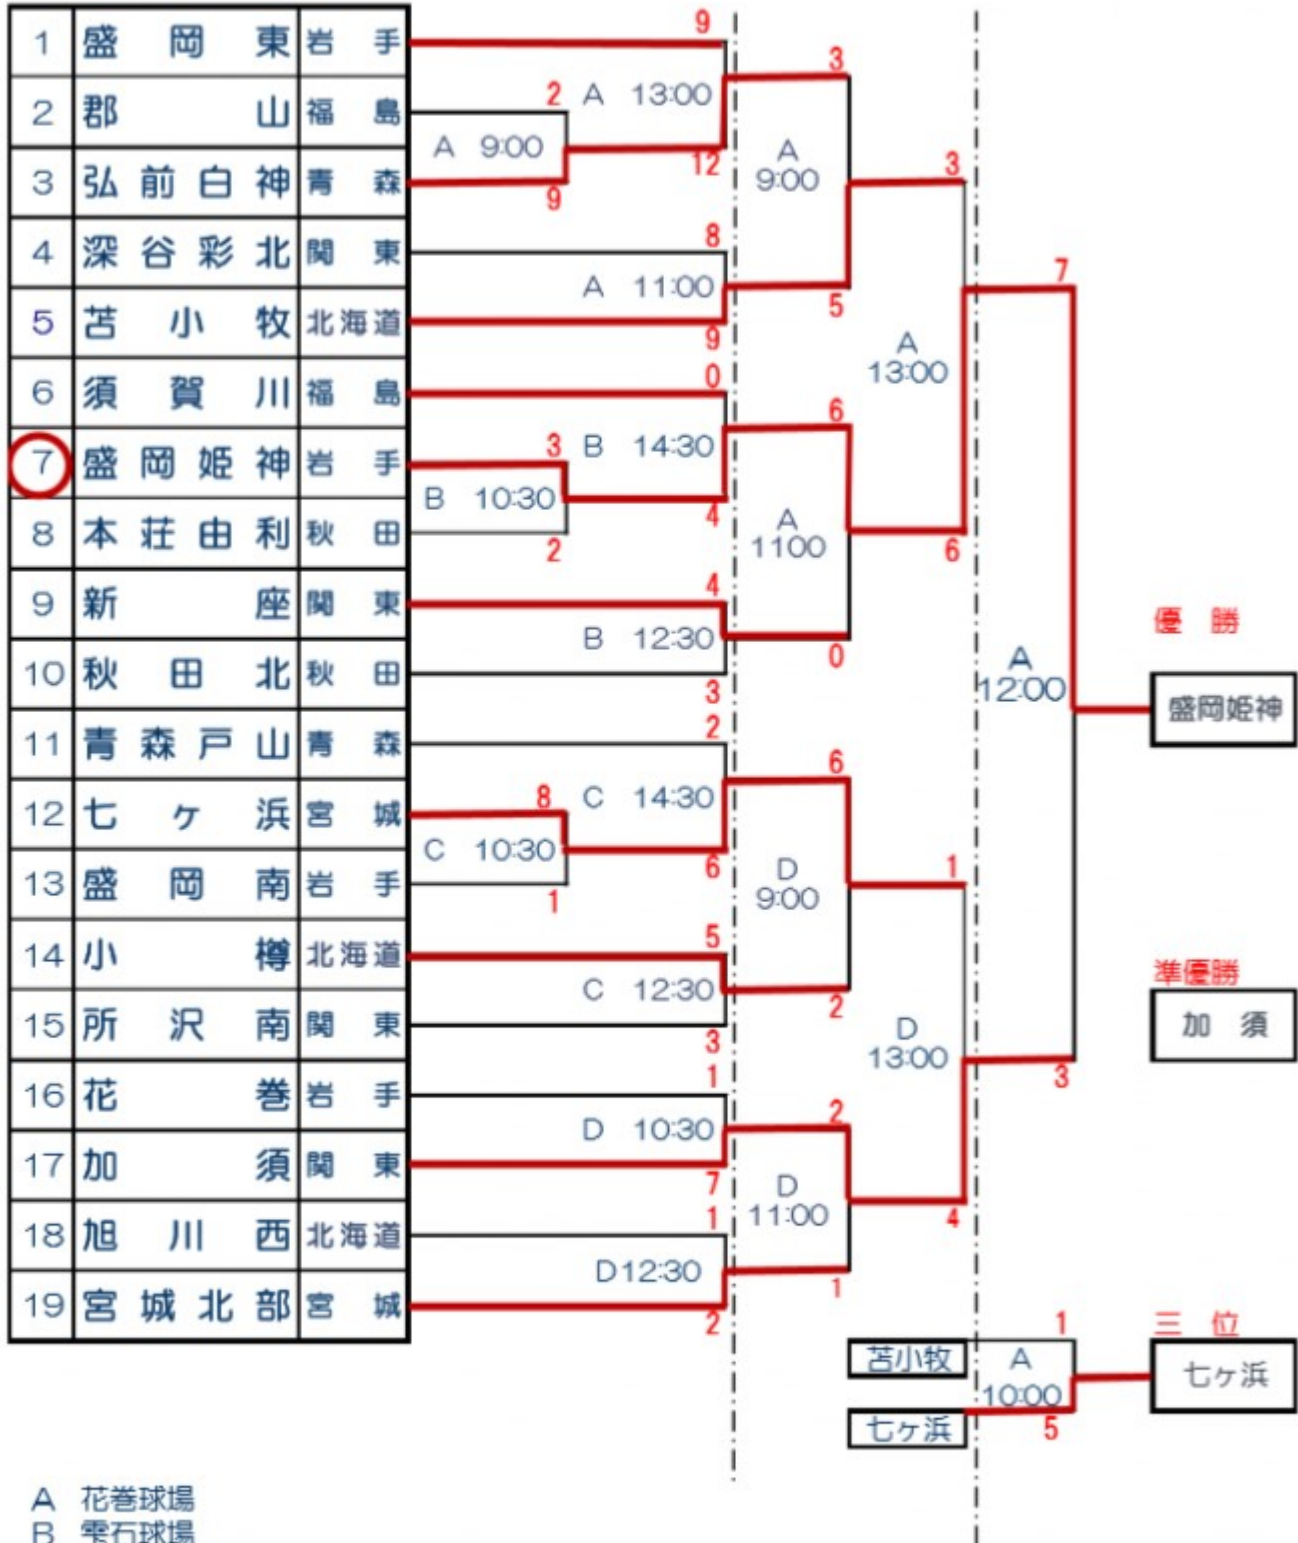 1 盛岡東 岩手
2 郡山 福島
3 弘前白神 青森
4 深谷彩北 関東
5 苫小牧 北海道
6 須賀川 福島
7 盛岡姫神 岩手
8 本荘由利 秋田
9 新座 関東
10 秋田北 秋田
11 青森戸山 青森
12 七ヶ浜 宮城
13 盛岡南 岩手
14 小樽 北海道
15 所沢南 関東
16 花巻 岩手
17 加須 関東
18 旭川西 北海道
19 宮城北部 宮城
2
A 9:00
9
3
B 10:30
2
8
C 10:30
1
9
A 13:00
12
8
A 11:00
9
0
B 14:30
4
4
B 12:30
3
2
C 14:30
6
5
C 12:30
3
1
D 10:30
7
1
D12:30
2
3
A
9:00
5
6
A
1100
0
6
D
9:00
2
2
D
11:00
1
3
A
13:00
6
1
D
13:00
4
7
A
12:00
3
優勝
盛岡姫神
準優勝
加須
苫小牧
七ヶ浜
1
A
10:00
5
三位
七ヶ浜
A 花巻球場
B 雫石球場